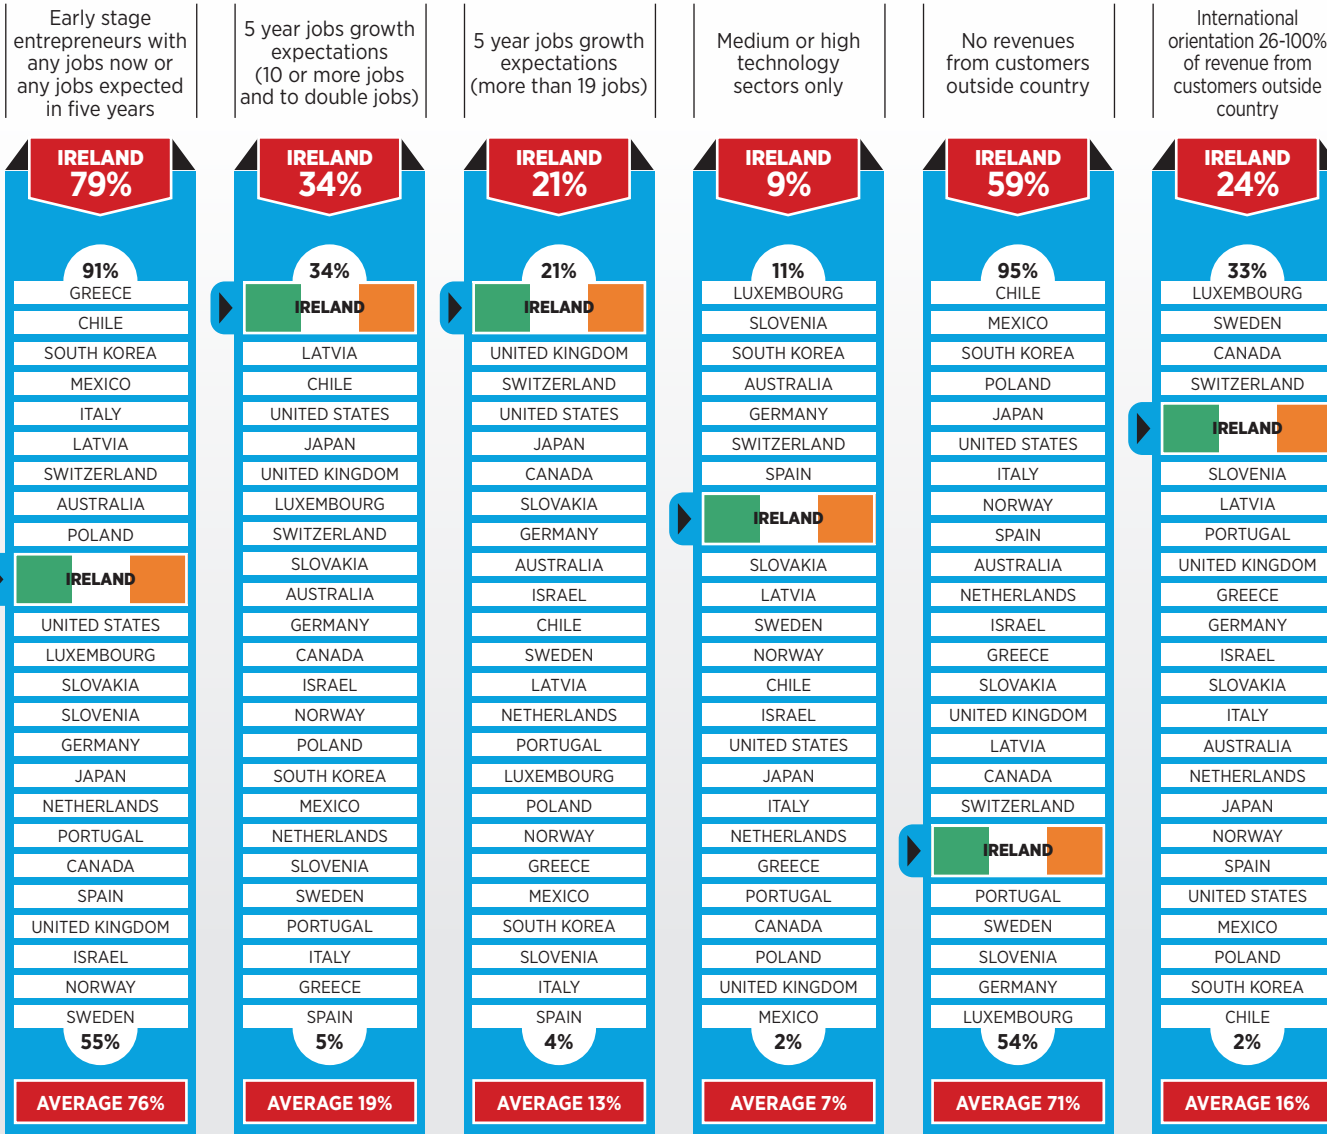 Early stage
entrepreneurs with
any jobs now or
any jobs expected
in five years
IRELAND
79%
91%
GREECE
CHILE
SOUTH KOREA
MEXICO
ITALY
LATVIA
SWITZERLAND
AUSTRALIA
POLAND
IRELAND
UNITED STATES
LUXEMBOURG
SLOVAKIA
SLOVENIA
GERMANY
JAPAN
NETHERLANDS
PORTUGAL
CANADA
SPAIN
UNITED KINGDOM
ISRAEL
NORWAY
SWEDEN
55%
AVERAGE 76%
5 year jobs growth
expectations
(10 or more jobs
and to double jobs)
IRELAND
34%
34%
IRELAND
LATVIA
CHILE
UNITED STATES
JAPAN
UNITED KINGDOM
LUXEMBOURG
SWITZERLAND
SLOVAKIA
AUSTRALIA
GERMANY
CANADA
ISRAEL
NORWAY
POLAND
SOUTH KOREA
MEXICO
NETHERLANDS
SLOVENIA
SWEDEN
PORTUGAL
ITALY
GREECE
SPAIN
5%
AVERAGE 19%
5 year jobs growth
expectations
(more than 19 jobs)
IRELAND
21%
21%
IRELAND
UNITED KINGDOM
SWITZERLAND
UNITED STATES
JAPAN
CANADA
SLOVAKIA
GERMANY
AUSTRALIA
ISRAEL
CHILE
SWEDEN
LATVIA
NETHERLANDS
PORTUGAL
LUXEMBOURG
POLAND
NORWAY
GREECE
MEXICO
SOUTH KOREA
SLOVENIA
ITALY
SPAIN
4%
AVERAGE 13%
Medium or high
technology
sectors only
IRELAND
9%
11%
LUXEMBOURG
SLOVENIA
SOUTH KOREA
AUSTRALIA
GERMANY
SWITZERLAND
SPAIN
IRELAND
SLOVAKIA
LATVIA
SWEDEN
NORWAY
CHILE
ISRAEL
UNITED STATES
JAPAN
ITALY
NETHERLANDS
GREECE
PORTUGAL
CANADA
POLAND
UNITED KINGDOM
MEXICO
2%
AVERAGE 7%
No revenues
from customers
outside country
IRELAND
59%
95%
CHILE
MEXICO
SOUTH KOREA
POLAND
JAPAN
UNITED STATES
ITALY
NORWAY
SPAIN
AUSTRALIA
NETHERLANDS
ISRAEL
GREECE
SLOVAKIA
UNITED KINGDOM
LATVIA
CANADA
SWITZERLAND
IRELAND
PORTUGAL
SWEDEN
SLOVENIA
GERMANY
LUXEMBOURG
54%
AVERAGE 71%
International
orientation 26-100%
of revenue from
customers outside
country
IRELAND
24%
33%
LUXEMBOURG
SWEDEN
CANADA
SWITZERLAND
IRELAND
SLOVENIA
LATVIA
PORTUGAL
UNITED KINGDOM
GREECE
GERMANY
ISRAEL
SLOVAKIA
ITALY
AUSTRALIA
NETHERLANDS
JAPAN
NORWAY
SPAIN
UNITED STATES
MEXICO
POLAND
SOUTH KOREA
CHILE
2%
AVERAGE 16%